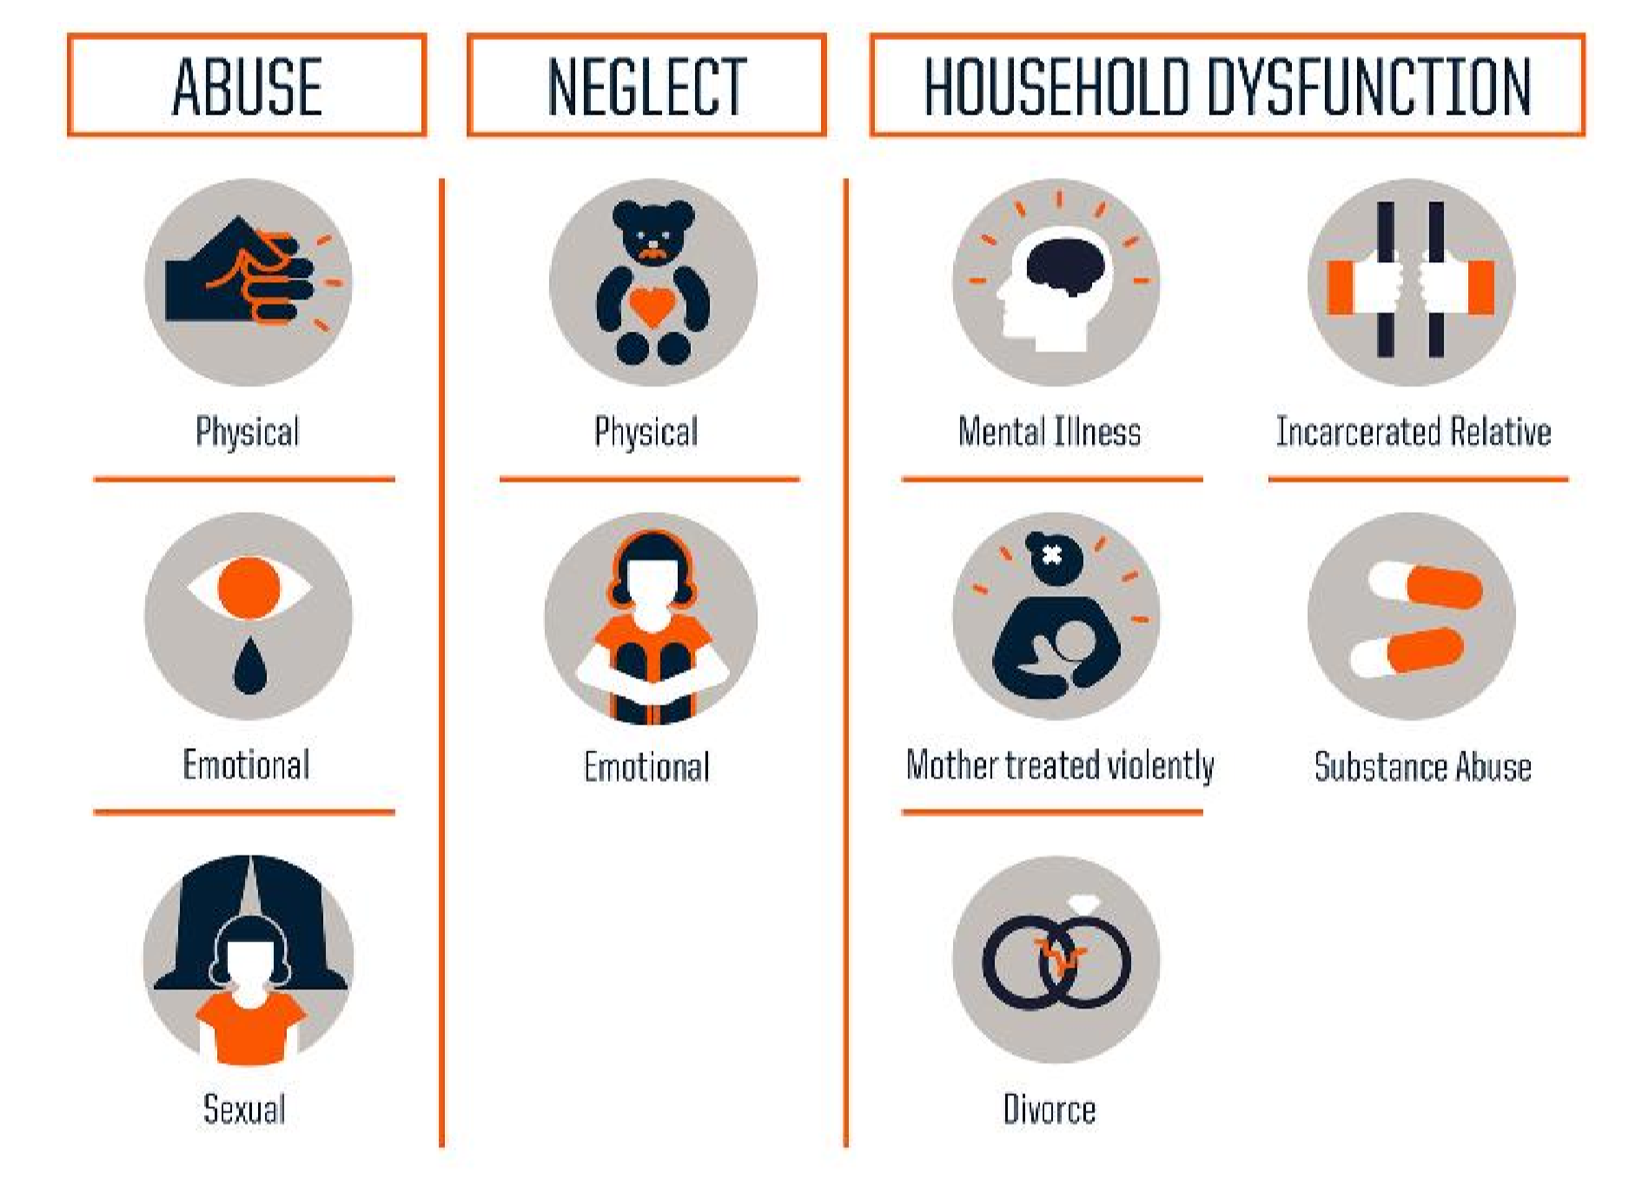 ABUSE
NEGLECT
HOUSEHOLD DYSFUNCTION
Physical
Physical
Mental Illness
Incarcerated Relative
Emotional
Emotional
Mother treated violently
Substance Abuse
Sexual
Divorce